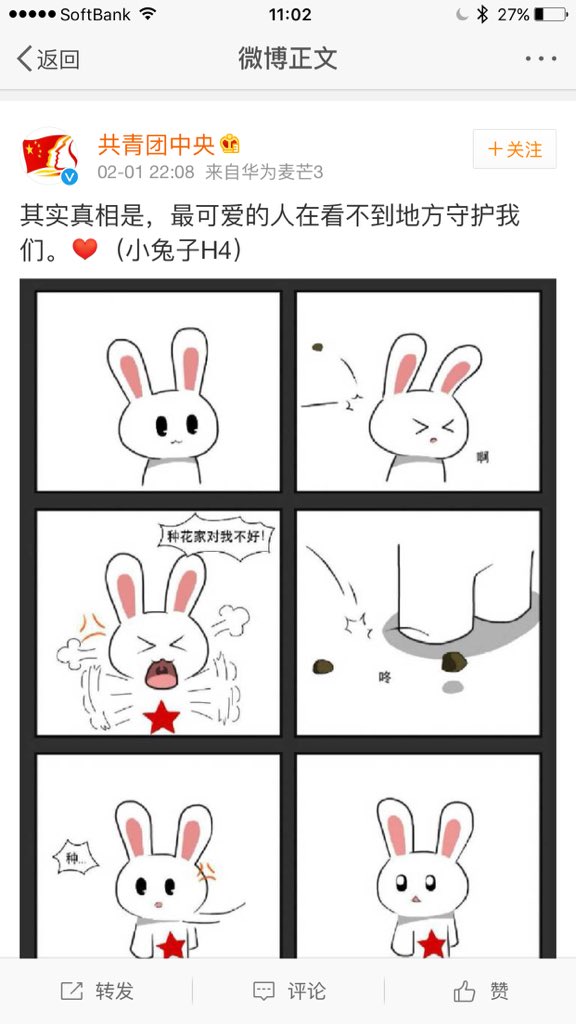 SoftBank 11:02 27%
返回 微博正文
共青团中央
+关注
02-01 22:08 来自华为麦芒3
其实真相是，最可爱的人在看不到地方守护我
们。❤️（小兔子H4）
啊
种花家对我不好!
咚
种...
转发 评论 赞